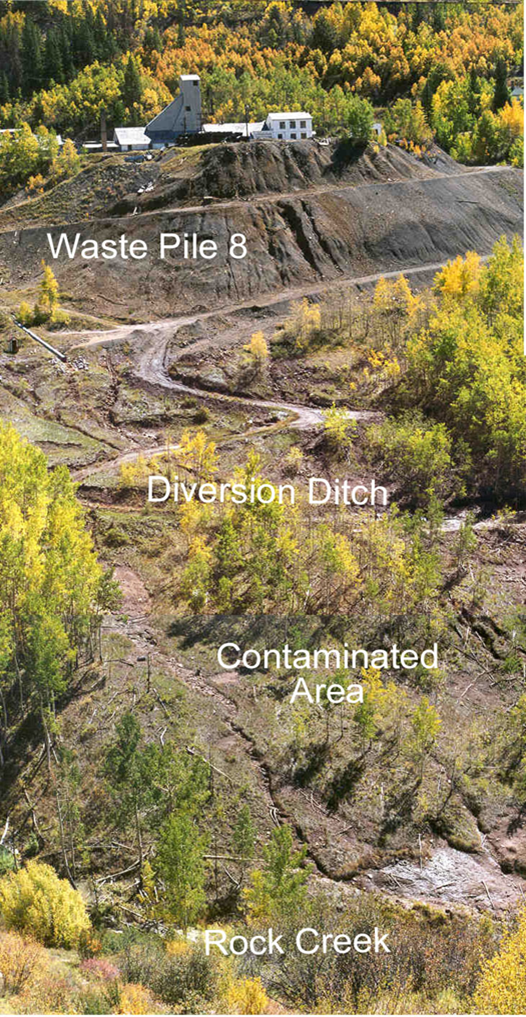 Waste Pile 8
Diversion Ditch
Contaminated
Area
Rock Creek